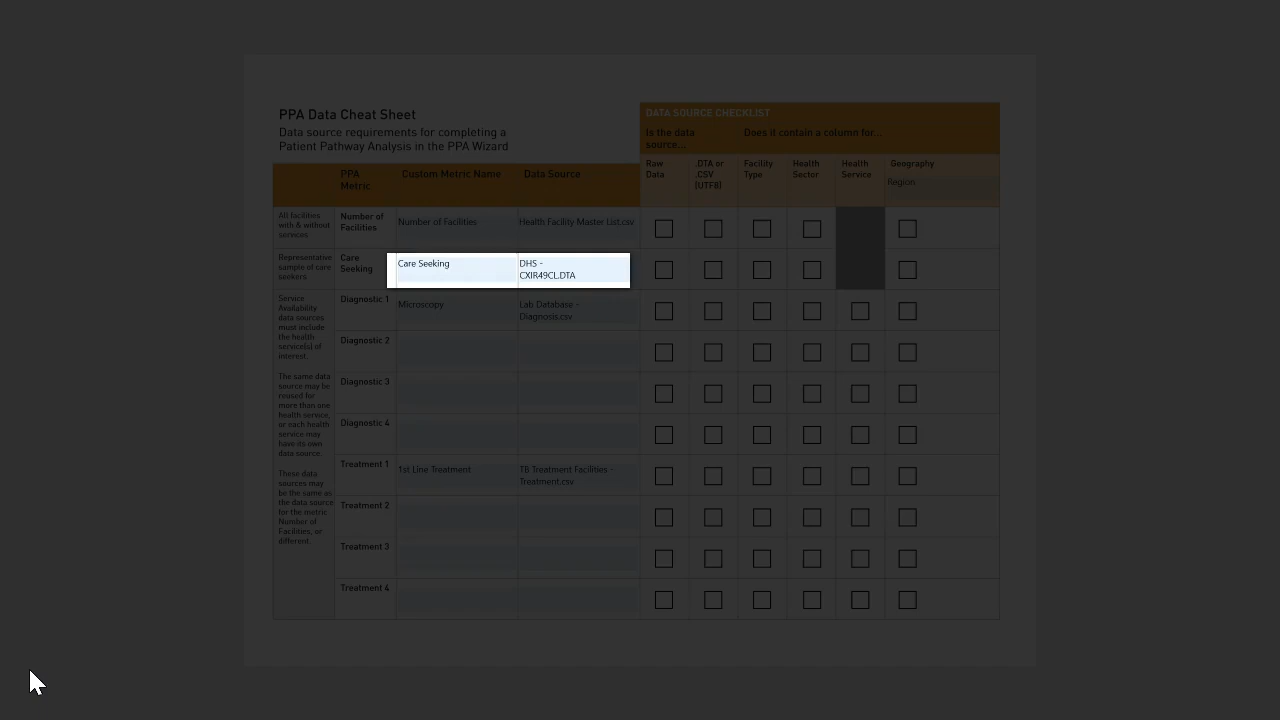 PPA Data Cheat Sheet
Data source requirements for completing a
Patient Pathway Analysis in the PPA Wizard
DATA SOURCE CHECKLIST
Is the data
source...
Does it contain a column for...
PPA
Metric
Custom Metric Name
Data Source
Raw
Data
.DTA or
.CSV
(UTF8)
Facility
Type
Health
Sector
Health
Service
Geography
Region
All facilities
with & without
services
Number of
Facilities
Number of Facilities
Health Facility Master List.csv
Representative
sample of care
seekers
Care
Seeking
Care Seeking
DHS -
CXIR49CL.DTA
Service
Availability
data sources
must include
the health
service(s) of
interest.
The same data
source may be
reused for
more than one
health service,
or each health
service may
have its own
data source.
These data
sources may
be the same as
the data source
for the metric
Number of
Facilities, or
different.
Diagnostic 1
Microscopy
Lab Database -
Diagnosis.csv
Diagnostic 2
Diagnostic 3
Diagnostic 4
Treatment 1
1st Line Treatment
TB Treatment Facilities -
Treatment.csv
Treatment 2
Treatment 3
Treatment 4